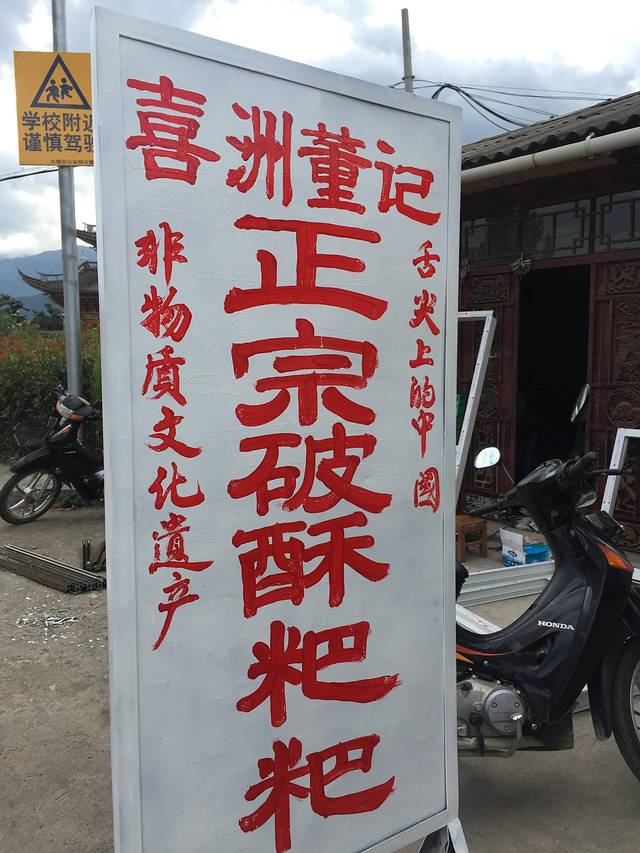 喜洲董记
舌尖上的中国
正宗破酥粑粑
非物质文化遗产
学校附近
谨慎驾驶
HONDA